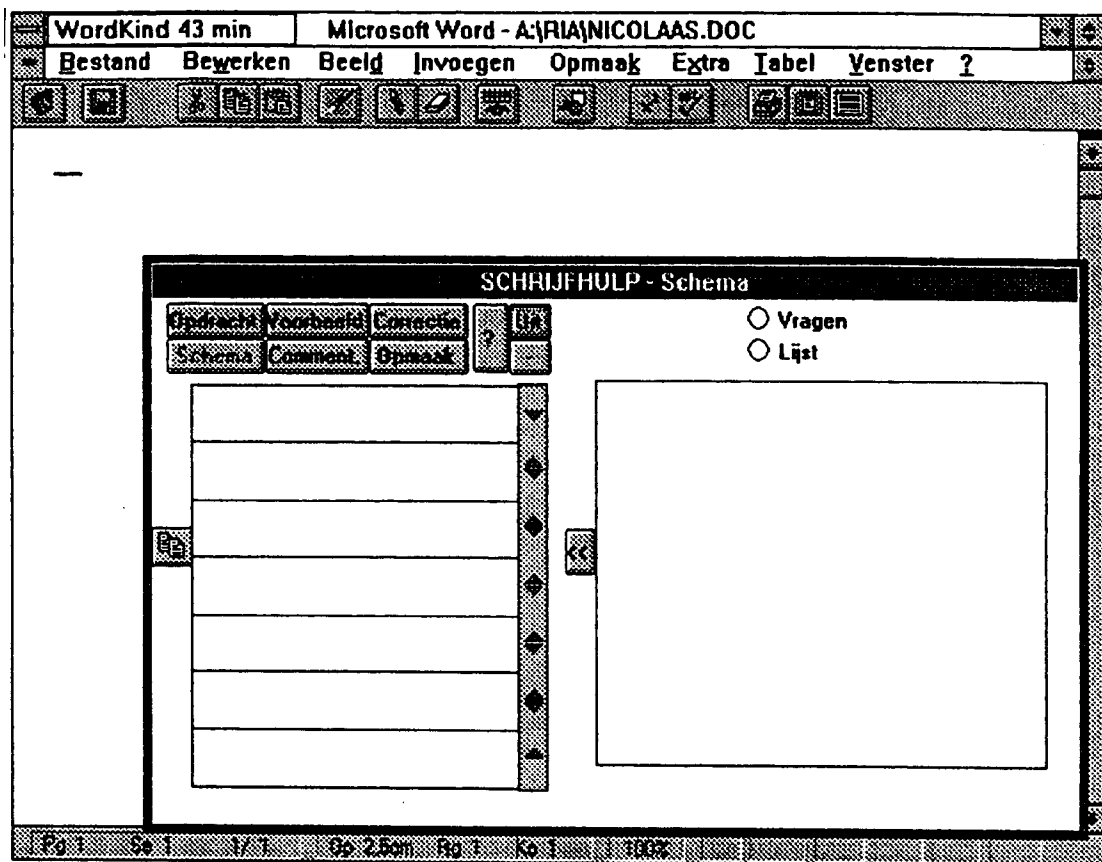 WordKind 43 min Microsoft Word - A:\RIA\NICOLAAS.DOC
Bestand Bewerken Beeld Invoegen Opmaak Extra Tabel Venster ?
SCHRIJFHULP - Schema
Opdracht Voorbeeld Correctie ? Uit
Schema Comment. Opmaak
Vragen
Lijst
<<
Pg 1 Se 1 1/1 Op 2,5cm Rg 1 Ko 1 100%